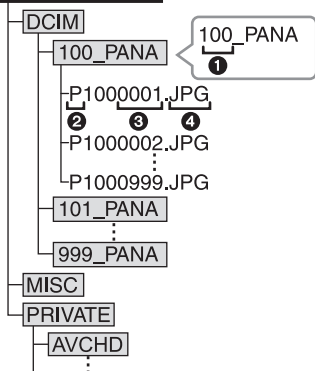 DCIM
100_PANA
100_PANA
❶
P1000001.JPG
❷ ❸ ❹
P1000002.JPG
P1000999.JPG
101_PANA
999_PANA
MISC
PRIVATE
AVCHD